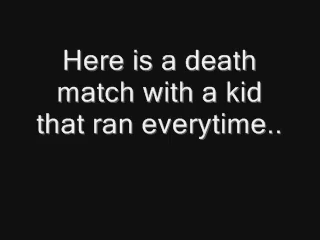 Here is a death
match with a kid
that ran everytime..